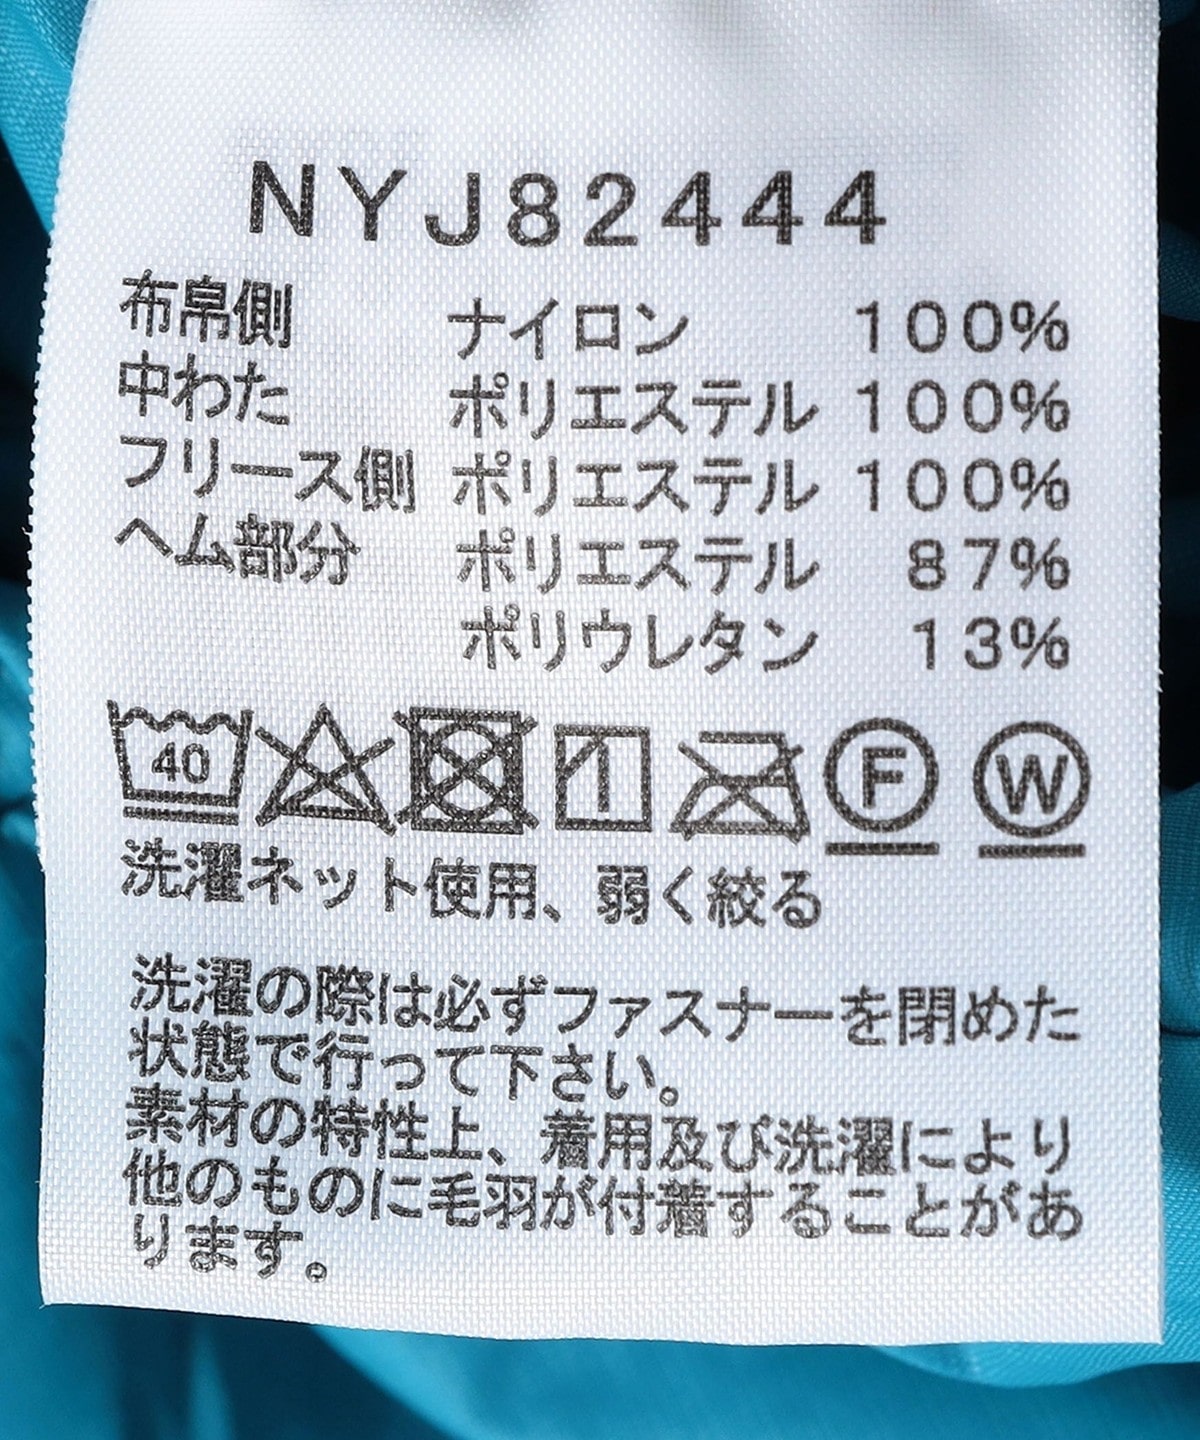 NYJ82444
布帛側 ナイロン 100%
中わた ポリエステル 100%
フリース側 ポリエステル 100%
ヘム部分 ポリエステル 87%
ポリウレタン 13%
40 F W
洗濯ネット使用、弱く絞る
洗濯の際は必ずファスナーを閉めた
状態で行って下さい。
素材の特性上、着用及び洗濯により
他のものに毛羽が付着することがあ
ります。